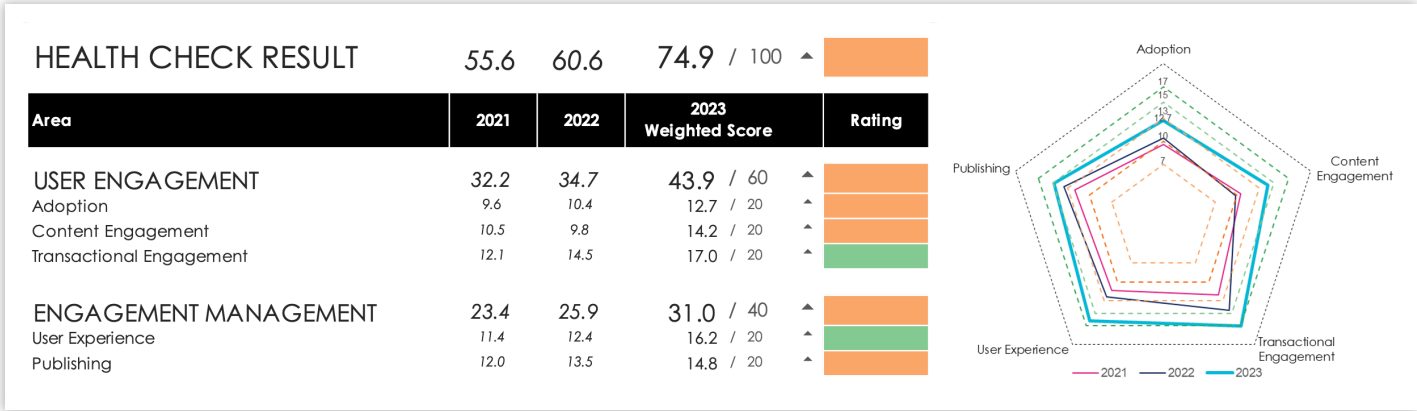 HEALTH CHECK RESULT 55.6 60.6 74.9 / 100
Area 2021 2022 2023 Weighted Score Rating
USER ENGAGEMENT 32.2 34.7 43.9 / 60
Adoption 9.6 10.4 12.7 / 20
Content Engagement 10.5 9.8 14.2 / 20
Transactional Engagement 12.1 14.5 17.0 / 20
ENGAGEMENT MANAGEMENT 23.4 25.9 31.0 / 40
User Experience 11.4 12.4 16.2 / 20
Publishing 12.0 13.5 14.8 / 20
Adoption
17
15
13
12.7
10
7
Publishing
Content
Engagement
User Experience
Transactional
Engagement
2021 2022 2023